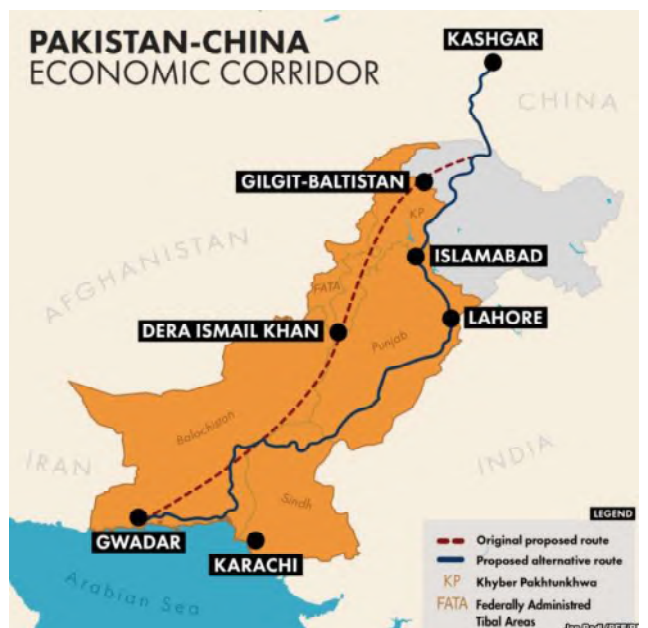 PAKISTAN-CHINA
ECONOMIC CORRIDOR
KASHGAR
CHINA
GILGIT-BALTISTAN
KP
AFGHANISTAN
ISLAMABAD
FATA
LAHORE
DERA ISMAIL KHAN
Punjab
Balochistan
IRAN
INDIA
Sindh
GWADAR
KARACHI
Arabian Sea
LEGEND
Original proposed route
Proposed alternative route
KP Khyber Pakhtunkhwa
FATA Federally Administred
Tibal Areas